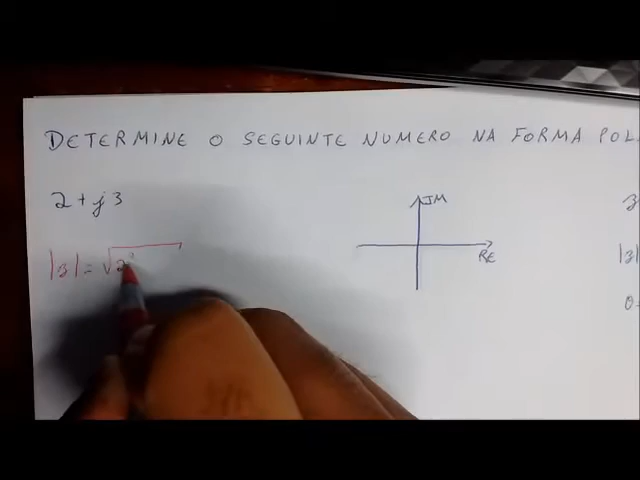 DETERMINE O SEGUINTE NUMERO NA FORMA POL
2 + j3
IM
RE
|z| = √2²
|z|